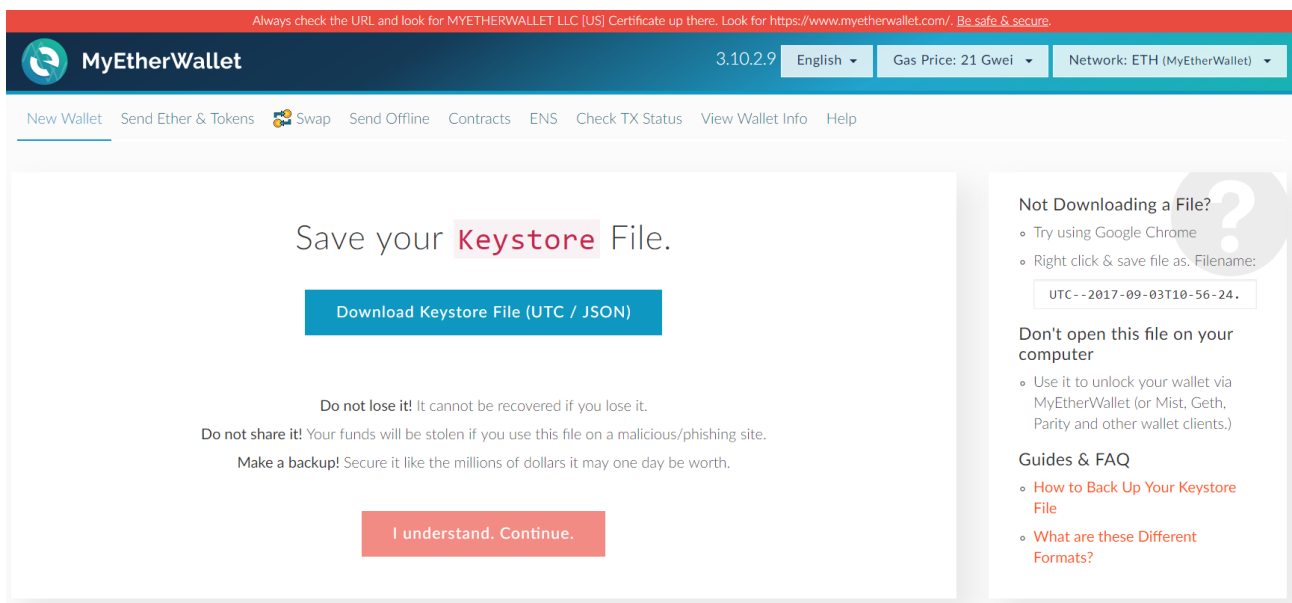 Always check the URL and look for MYETHERWALLET LLC [US] Certificate up there. Look for https://www.myetherwallet.com/. Be safe & secure.
MyEtherWallet
3.10.2.9
English
Gas Price: 21 Gwei
Network: ETH (MyEtherWallet)
New Wallet
Send Ether & Tokens
Swap
Send Offline
Contracts
ENS
Check TX Status
View Wallet Info
Help
Save your Keystore File.
Download Keystore File (UTC / JSON)
Do not lose it! It cannot be recovered if you lose it.
Do not share it! Your funds will be stolen if you use this file on a malicious/phishing site.
Make a backup! Secure it like the millions of dollars it may one day be worth.
I understand. Continue.
Not Downloading a File?
Try using Google Chrome
Right click & save file as. Filename:
UTC--2017-09-03T10-56-24.
Don't open this file on your
computer
Use it to unlock your wallet via
MyEtherWallet (or Mist, Geth,
Parity and other wallet clients.)
Guides & FAQ
How to Back Up Your Keystore
File
What are these Different
Formats?